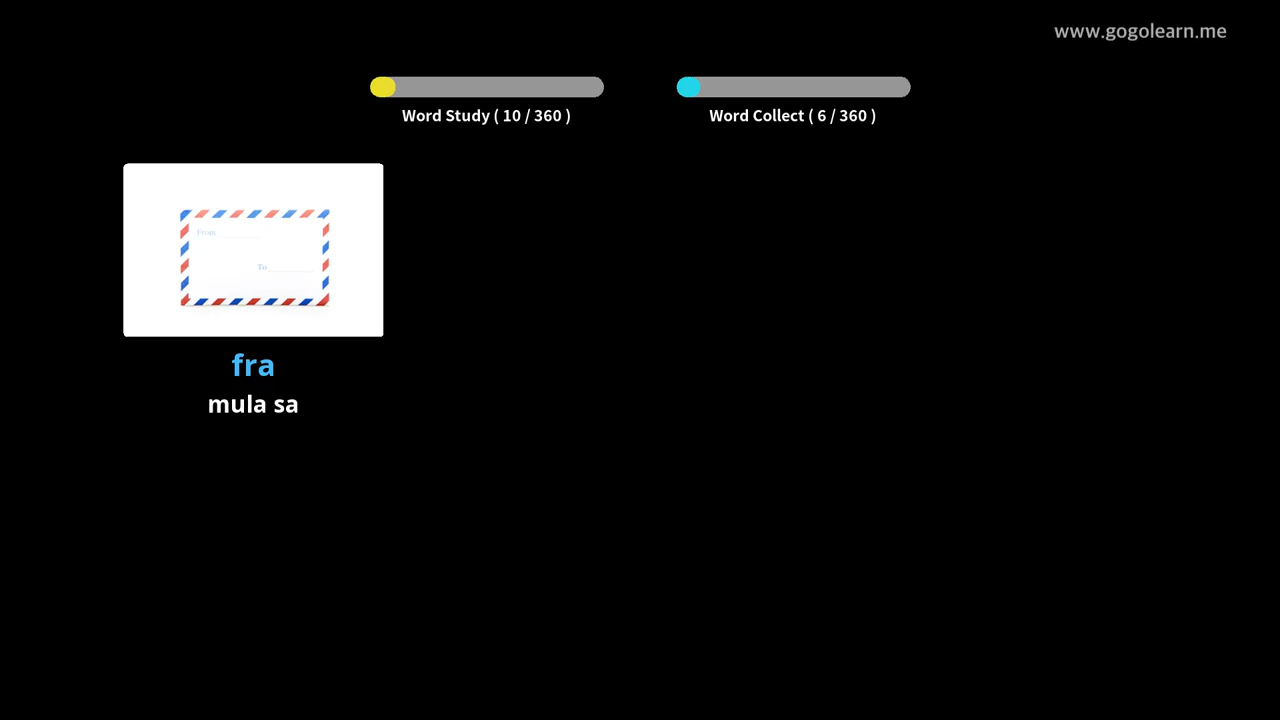 www.gogolearn.me
Word Study ( 10 / 360 )
Word Collect ( 6 / 360 )
From
To
fra
mula sa